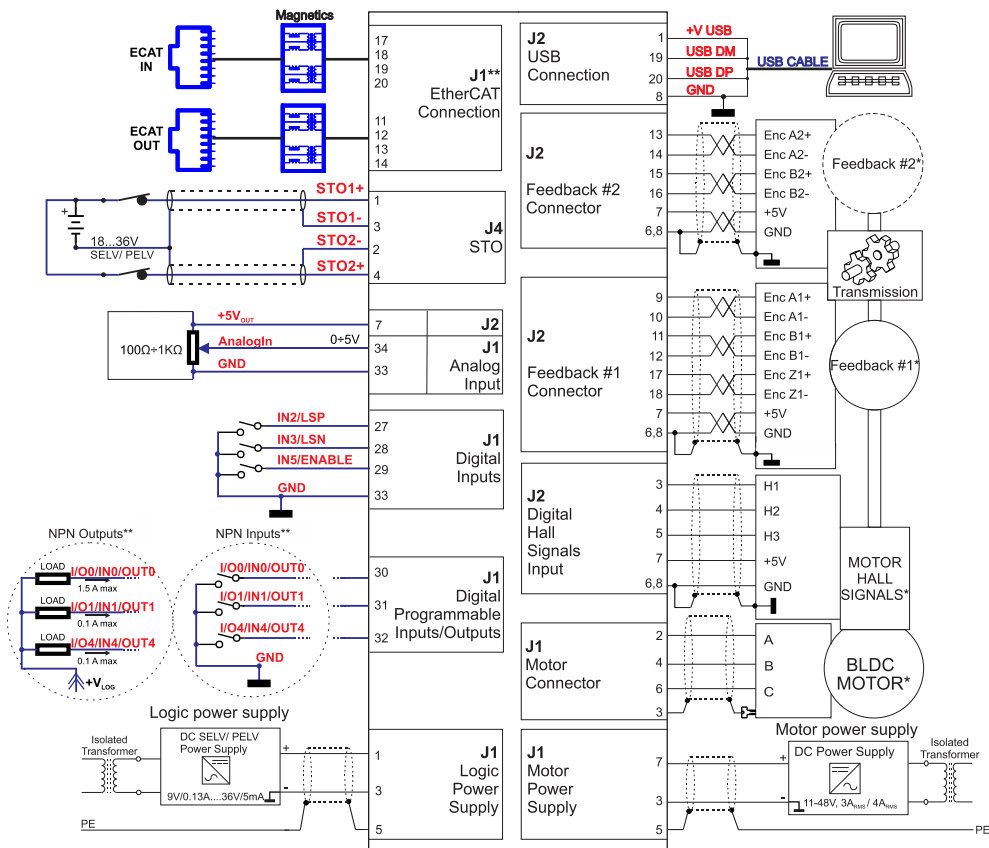 Magnetics
ECAT
IN
17
18
19
20
J1**
EtherCAT
Connection
ECAT
OUT
11
12
13
14
STO1+
1
STO1-
3
STO2-
2
STO2+
4
+
18...36V
SELV/ PELV
J4
STO
+5VOUT
7
J2
100Ω÷1KΩ
AnalogIn
0÷5V
34
J1
Analog
Input
GND
33
IN2/LSP
27
IN3/LSN
28
IN5/ENABLE
29
GND
33
J1
Digital
Inputs
NPN Outputs**
LOAD
I/O0/IN0/OUT0
1.5 A max
LOAD
I/O1/IN1/OUT1
0.1 A max
LOAD
I/O4/IN4/OUT4
0.1 A max
+VLOG
NPN Inputs**
I/O0/IN0/OUT0
30
I/O1/IN1/OUT1
31
I/O4/IN4/OUT4
32
GND
J1
Digital
Programmable
Inputs/Outputs
Logic power supply
Isolated
Transformer
DC SELV/ PELV
Power Supply
9V/0.13A....36V/5mA
+
-
1
3
5
PE
J1
Logic
Power
Supply
J2
USB
Connection
1
+V USB
19
USB DM
20
USB DP
8
GND
USB CABLE
J2
Feedback #2
Connector
13
Enc A2+
14
Enc A2-
15
Enc B2+
16
Enc B2-
7
+5V
6,8
GND
Feedback #2*
Transmission
J2
Feedback #1
Connector
9
Enc A1+
10
Enc A1-
11
Enc B1+
12
Enc B1-
17
Enc Z1+
18
Enc Z1-
7
+5V
6,8
GND
Feedback #1*
J2
Digital
Hall
Signals
Input
3
H1
4
H2
5
H3
7
+5V
6,8
GND
MOTOR
HALL
SIGNALS*
J1
Motor
Connector
2
A
4
B
6
C
3
BLDC
MOTOR*
Motor power supply
J1
Motor
Power
Supply
7
3
5
+
-
DC Power Supply
11-48V, 3ARMS / 4ARMS
Isolated
Transformer
PE